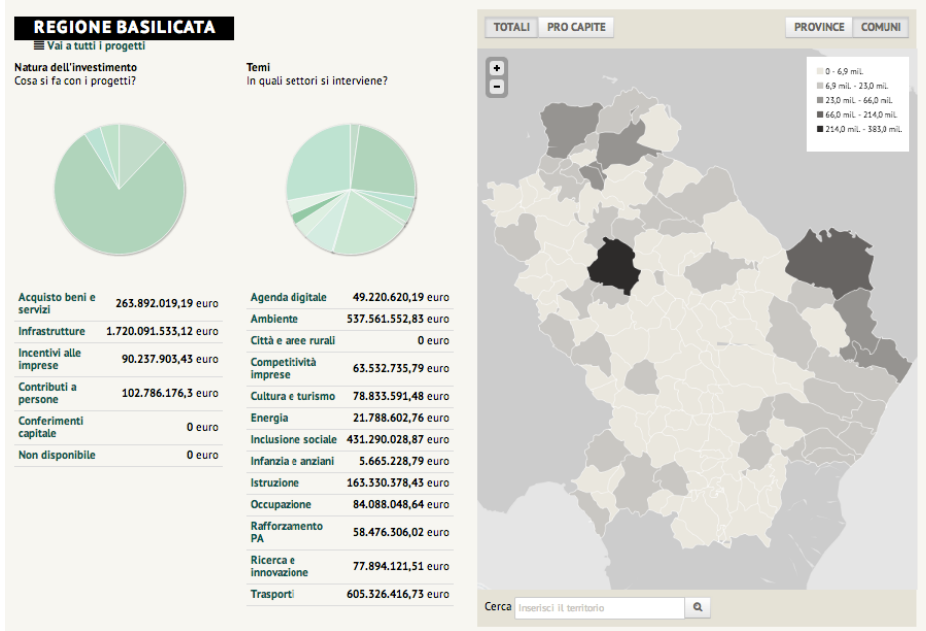 REGIONE BASILICATA
Vai a tutti i progetti
Natura dell'investimento
Cosa si fa con i progetti?
Acquisto beni e
servizi
263.892.019,19 euro
Infrastrutture 1.720.091.533,12 euro
Incentivi alle
imprese
90.237.903,43 euro
Contributi a
persone
102.786.176,3 euro
Conferimenti
capitale
0 euro
Non disponibile 0 euro
Temi
In quali settori si interviene?
Agenda digitale 49.220.620,19 euro
Ambiente 537.561.552,83 euro
Città e aree rurali 0 euro
Competitività
imprese
63.532.735,79 euro
Cultura e turismo 78.833.591,48 euro
Energia 21.788.602,76 euro
Inclusione sociale 431.290.028,87 euro
Infanzia e anziani 5.665.228,79 euro
Istruzione 163.330.378,43 euro
Occupazione 84.088.048,64 euro
Rafforzamento
PA
58.476.306,02 euro
Ricerca e
innovazione
77.894.121,51 euro
Trasporti 605.326.416,73 euro
TOTALI PRO CAPITE PROVINCE COMUNI
+
-
0 - 6,9 mil.
6,9 mil. - 23,0 mil.
23,0 mil. - 66,0 mil.
66,0 mil. - 214,0 mil.
214,0 mil. - 383,0 mil.
Cerca Inserisci il territorio